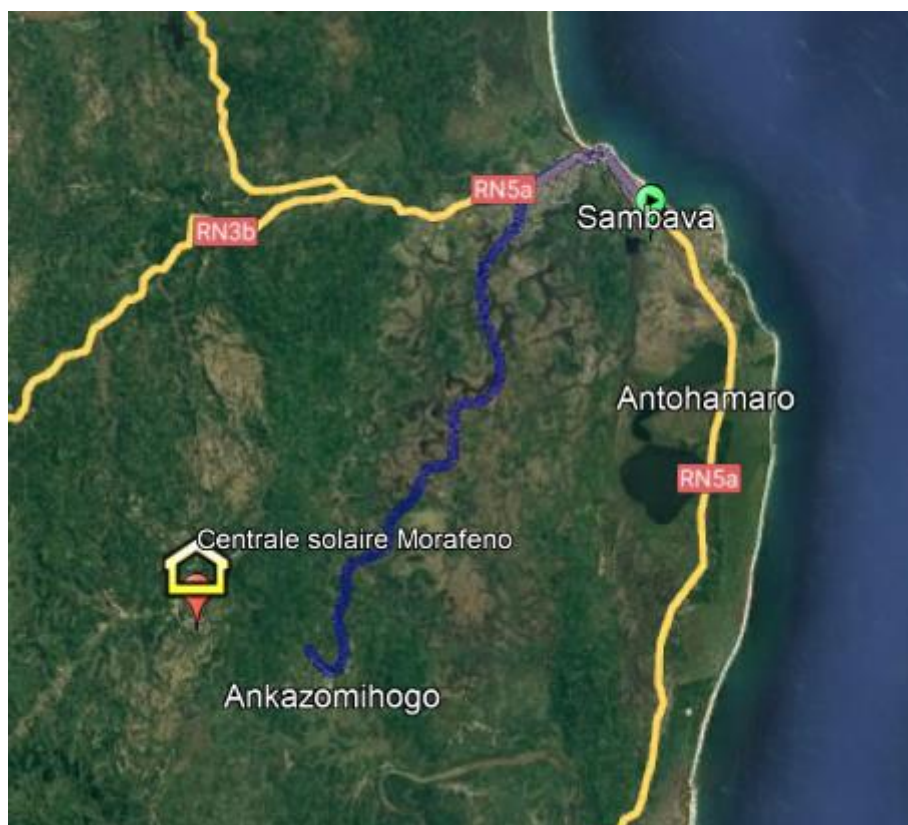 RN5a
Sambava
RN3b
Antohamaro
RN5a
Centrale solaire Morafeno
Ankazomihogo